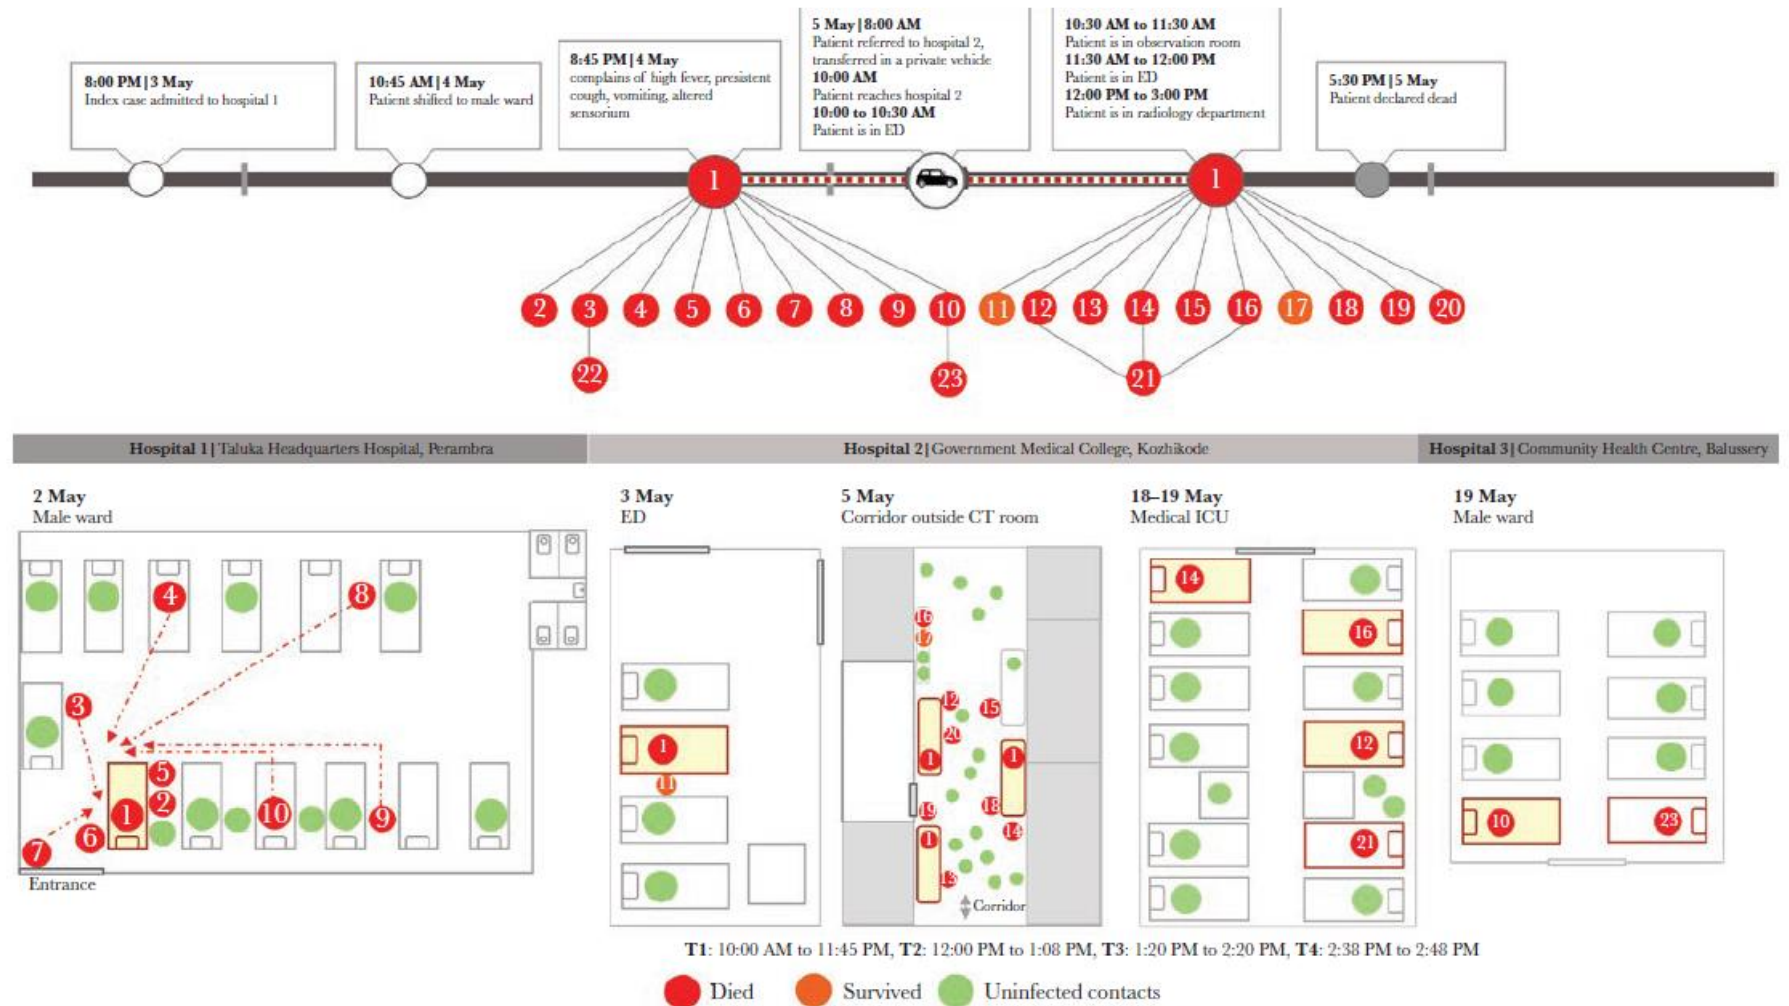 8:00 PM|3 May
Index case admitted to hospital 1
10:45 AM|4 May
Patient shifted to male ward
8:45 PM|4 May
complains of high fever, presistent
cough, vomiting, altered
sensorium
5 May|8:00 AM
Patient referred to hospital 2,
transferred in a private vehicle
10:00 AM
Patient reaches hospital 2
10:00 to 10:30 AM
Patient is in ED
10:30 AM to 11:30 AM
Patient is in observation room
11:30 AM to 12:00 PM
Patient is in ED
12:00 PM to 3:00 PM
Patient is in radiology department
5:30 PM|5 May
Patient declared dead
1 1
2 3 4 5 6 7 8 9 10 11 12 13 14 15 16 17 18 19 20
22 23 21
Hospital 1| Taluka Headquarters Hospital, Perambra
Hospital 2|Government Medical College, Kozhikode
Hospital 3|Community Health Centre, Balussery
2 May
Male ward
4 8
3
5
2
1 10 9
6
7
Entrance
3 May
ED
1
11
5 May
Corridor outside CT room
16
17
12 15
20
1 1
19 18
1 14
13
Corridor
18–19 May
Medical ICU
14
16
12
21
19 May
Male ward
10 23
T1: 10:00 AM to 11:45 PM, T2: 12:00 PM to 1:08 PM, T3: 1:20 PM to 2:20 PM, T4: 2:38 PM to 2:48 PM
Died Survived Uninfected contacts